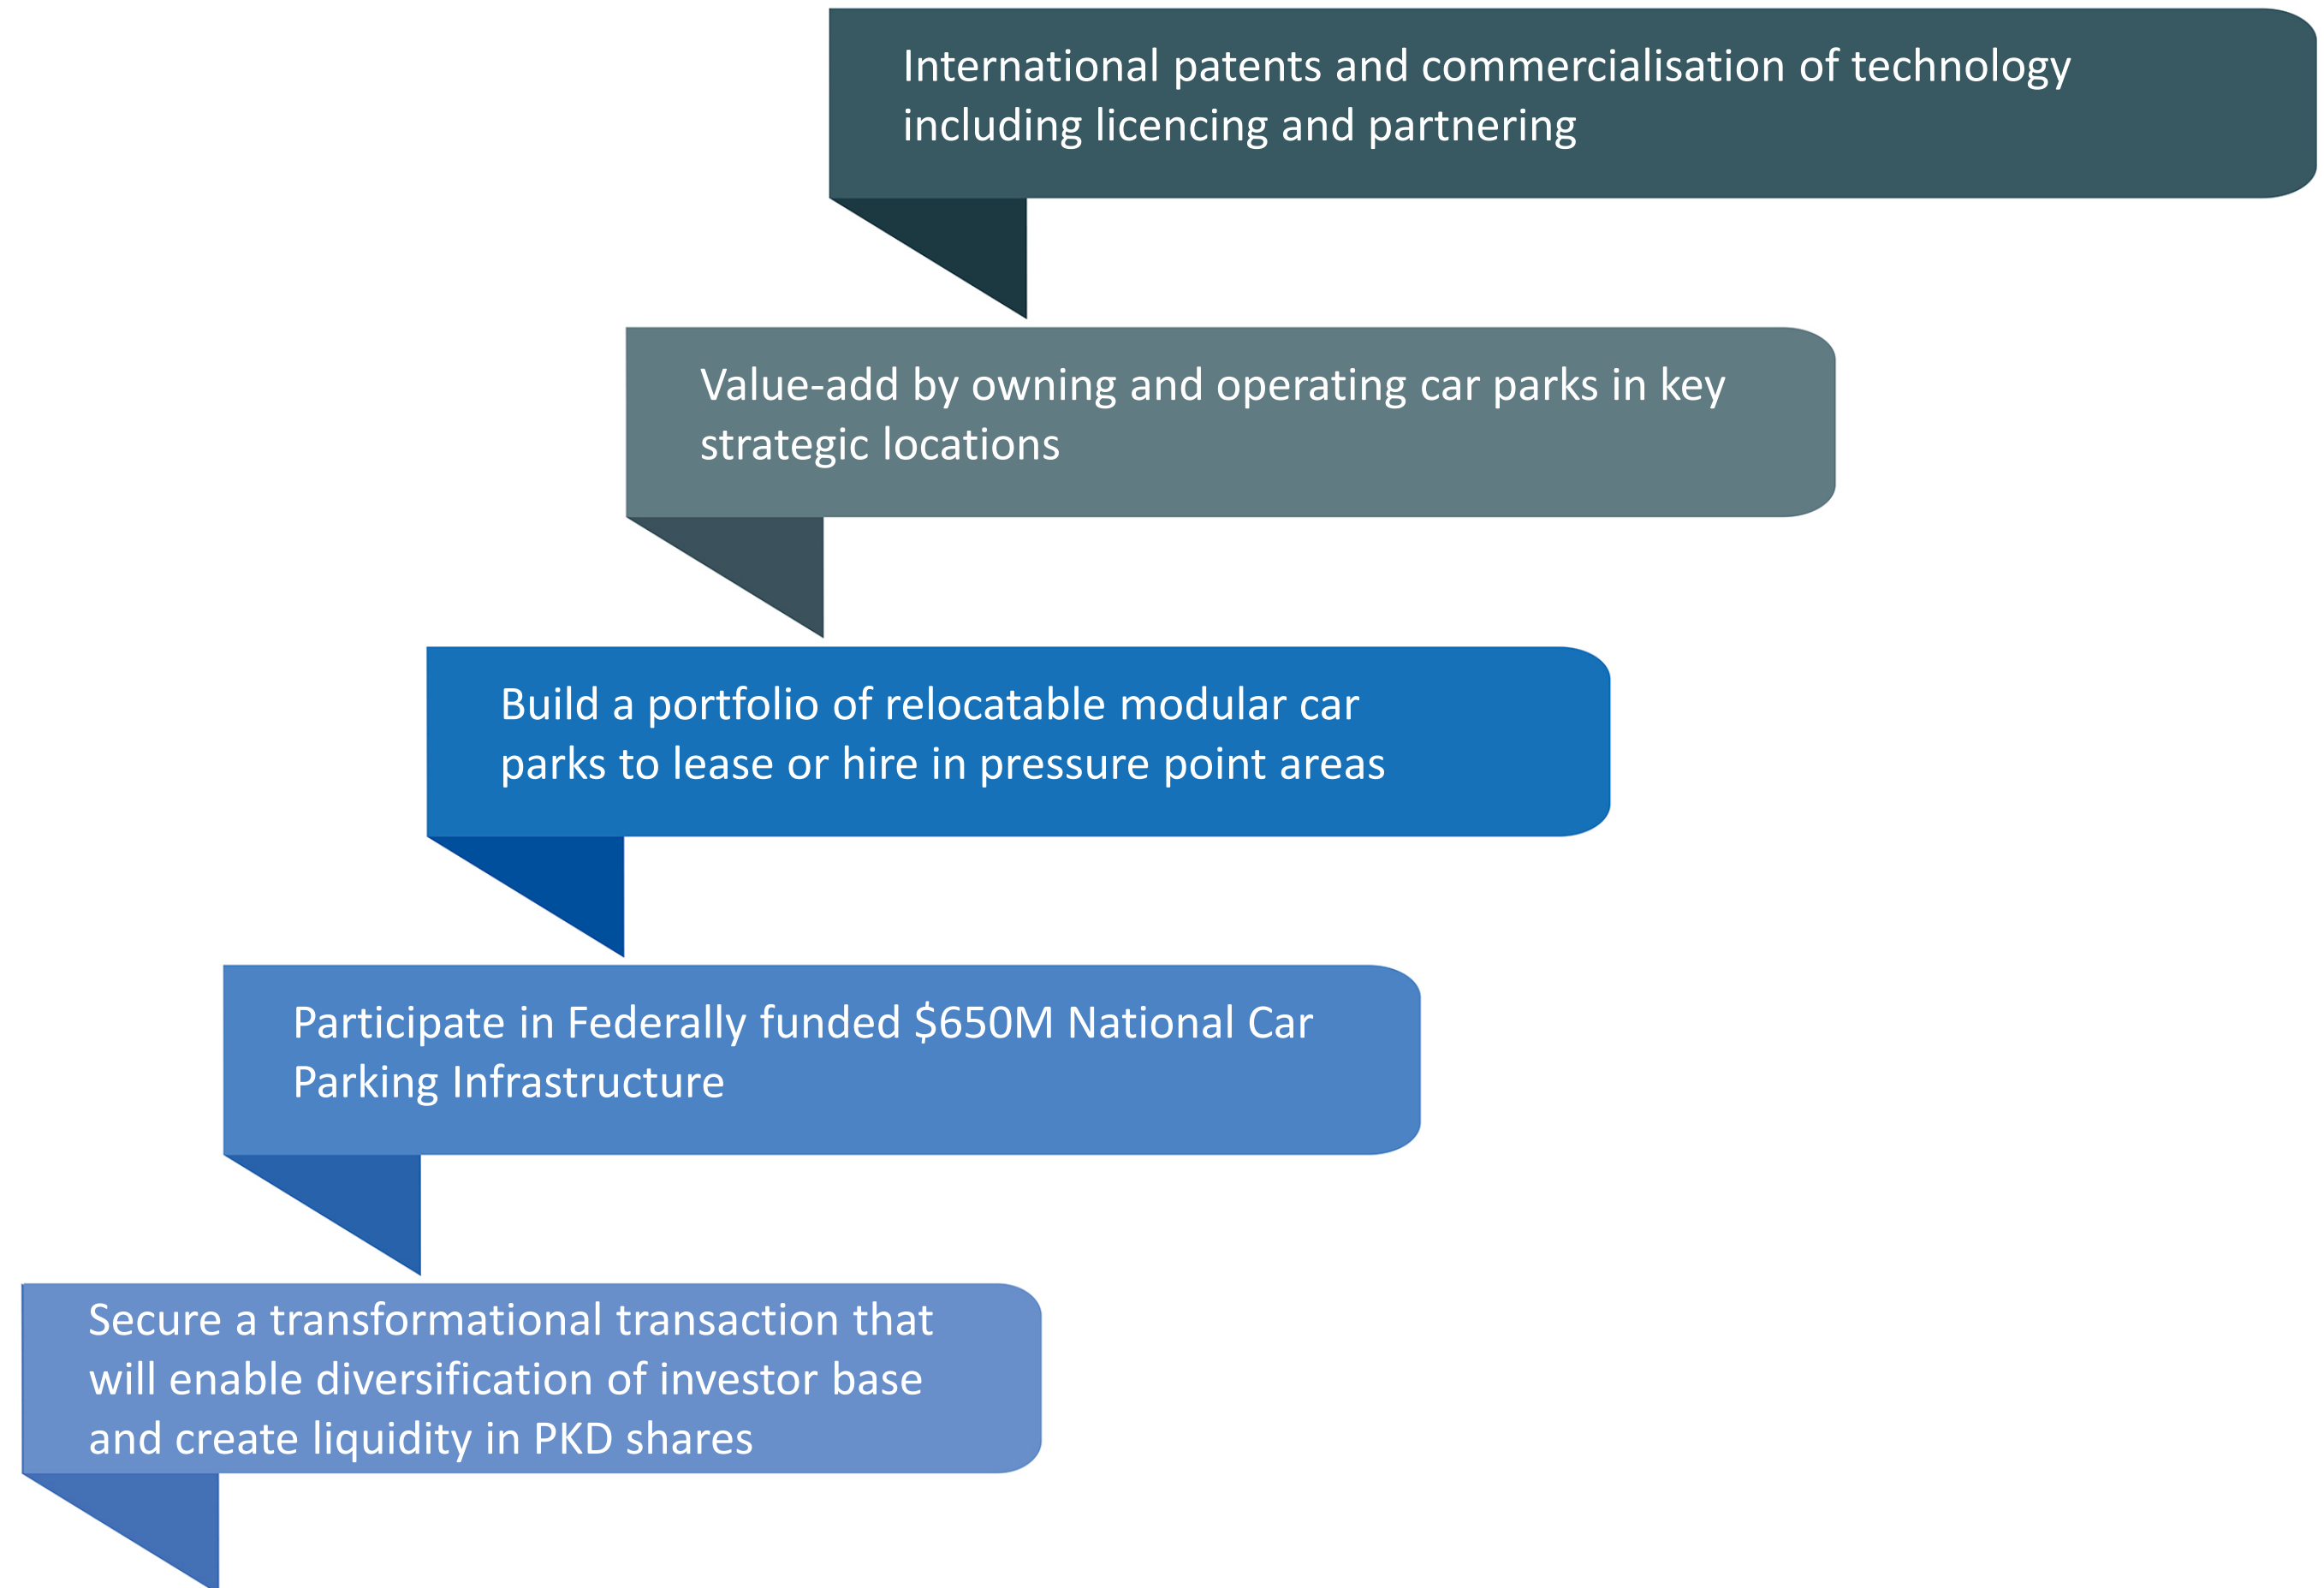 International patents and commercialisation of technology
including licencing and partnering
Value-add by owning and operating car parks in key
strategic locations
Build a portfolio of relocatable modular car
parks to lease or hire in pressure point areas
Participate in Federally funded $650M National Car
Parking Infrastructure
Secure a transformational transaction that
will enable diversification of investor base
and create liquidity in PKD shares